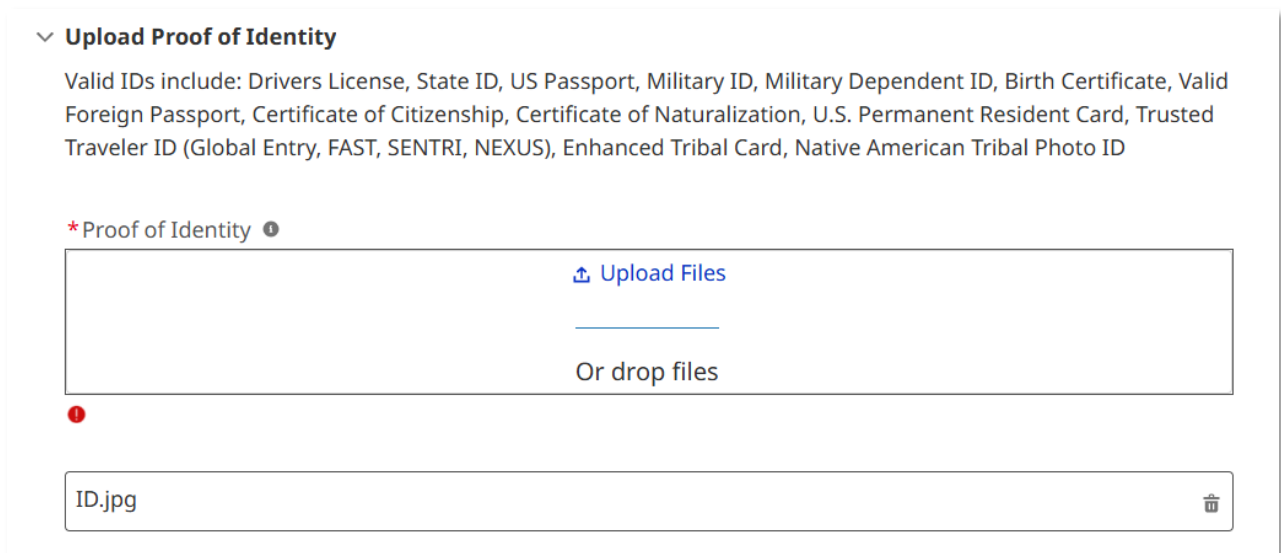 Upload Proof of Identity
Valid IDs include: Drivers License, State ID, US Passport, Military ID, Military Dependent ID, Birth Certificate, Valid
Foreign Passport, Certificate of Citizenship, Certificate of Naturalization, U.S. Permanent Resident Card, Trusted
Traveler ID (Global Entry, FAST, SENTRI, NEXUS), Enhanced Tribal Card, Native American Tribal Photo ID
*Proof of Identity
Upload Files
Or drop files
ID.jpg